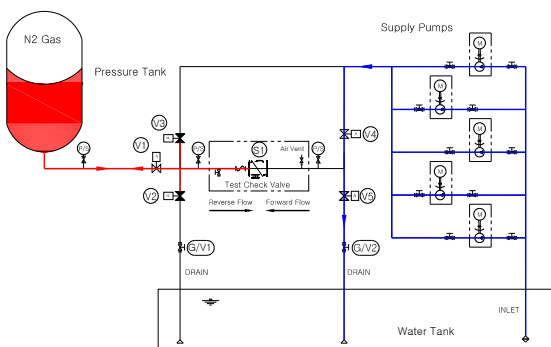 Supply Pumps
N2 Gas
M
Pressure Tank
M
V3
M
V1
P/S
P/S
S1
Air Vent
P/S
V4
M
Test Check Valve
V2
V5
Reverse Flow
Forward Flow
M
G/V1
G/V2
DRAIN
DRAIN
INLET
Water Tank